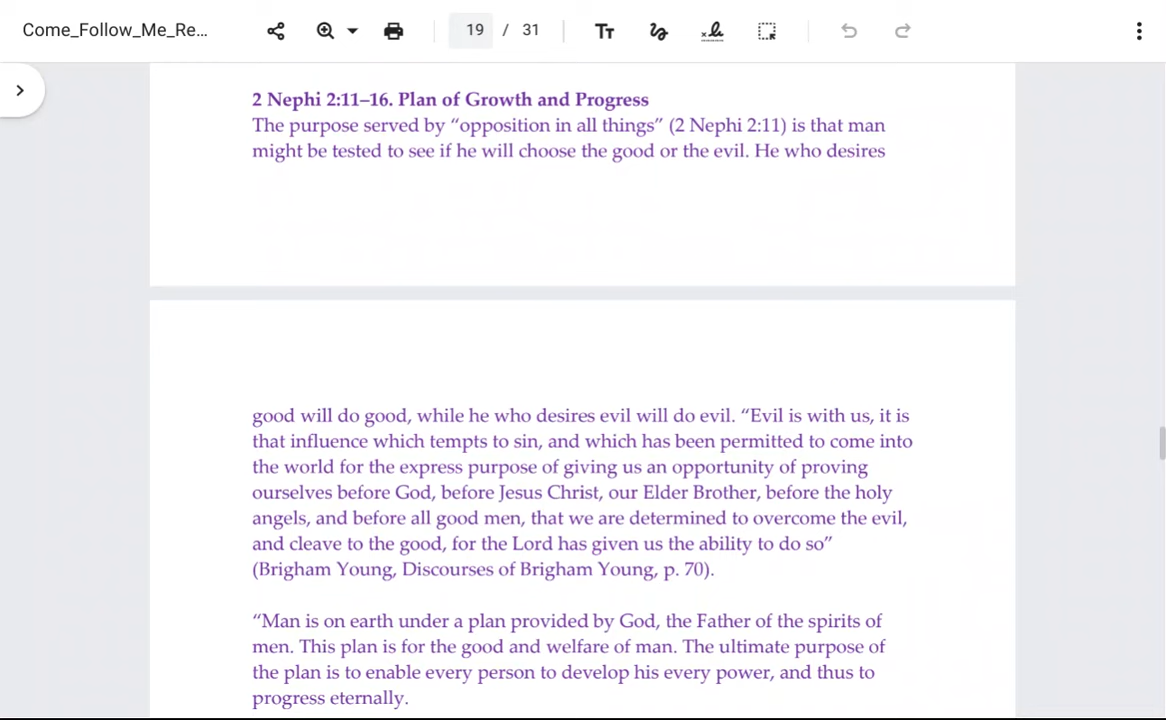 Come_Follow_Me_Re...
19 / 31
2 Nephi 2:11–16. Plan of Growth and Progress
The purpose served by “opposition in all things” (2 Nephi 2:11) is that man
might be tested to see if he will choose the good or the evil. He who desires
good will do good, while he who desires evil will do evil. “Evil is with us, it is
that influence which tempts to sin, and which has been permitted to come into
the world for the express purpose of giving us an opportunity of proving
ourselves before God, before Jesus Christ, our Elder Brother, before the holy
angels, and before all good men, that we are determined to overcome the evil,
and cleave to the good, for the Lord has given us the ability to do so”
(Brigham Young, Discourses of Brigham Young, p. 70).
“Man is on earth under a plan provided by God, the Father of the spirits of
men. This plan is for the good and welfare of man. The ultimate purpose of
the plan is to enable every person to develop his every power, and thus to
progress eternally.